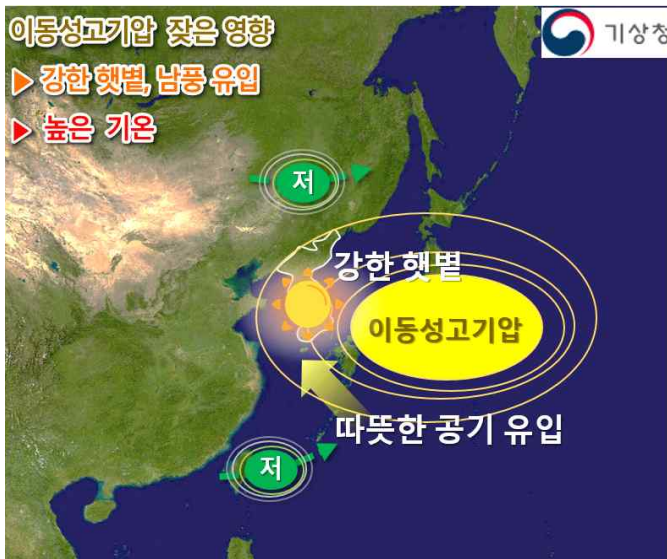 이동성고기압 잦은 영향
▶ 강한 햇볕, 남풍 유입
▶ 높은 기온
기상청
저
강한 햇볕
이동성고기압
따뜻한 공기 유입
저